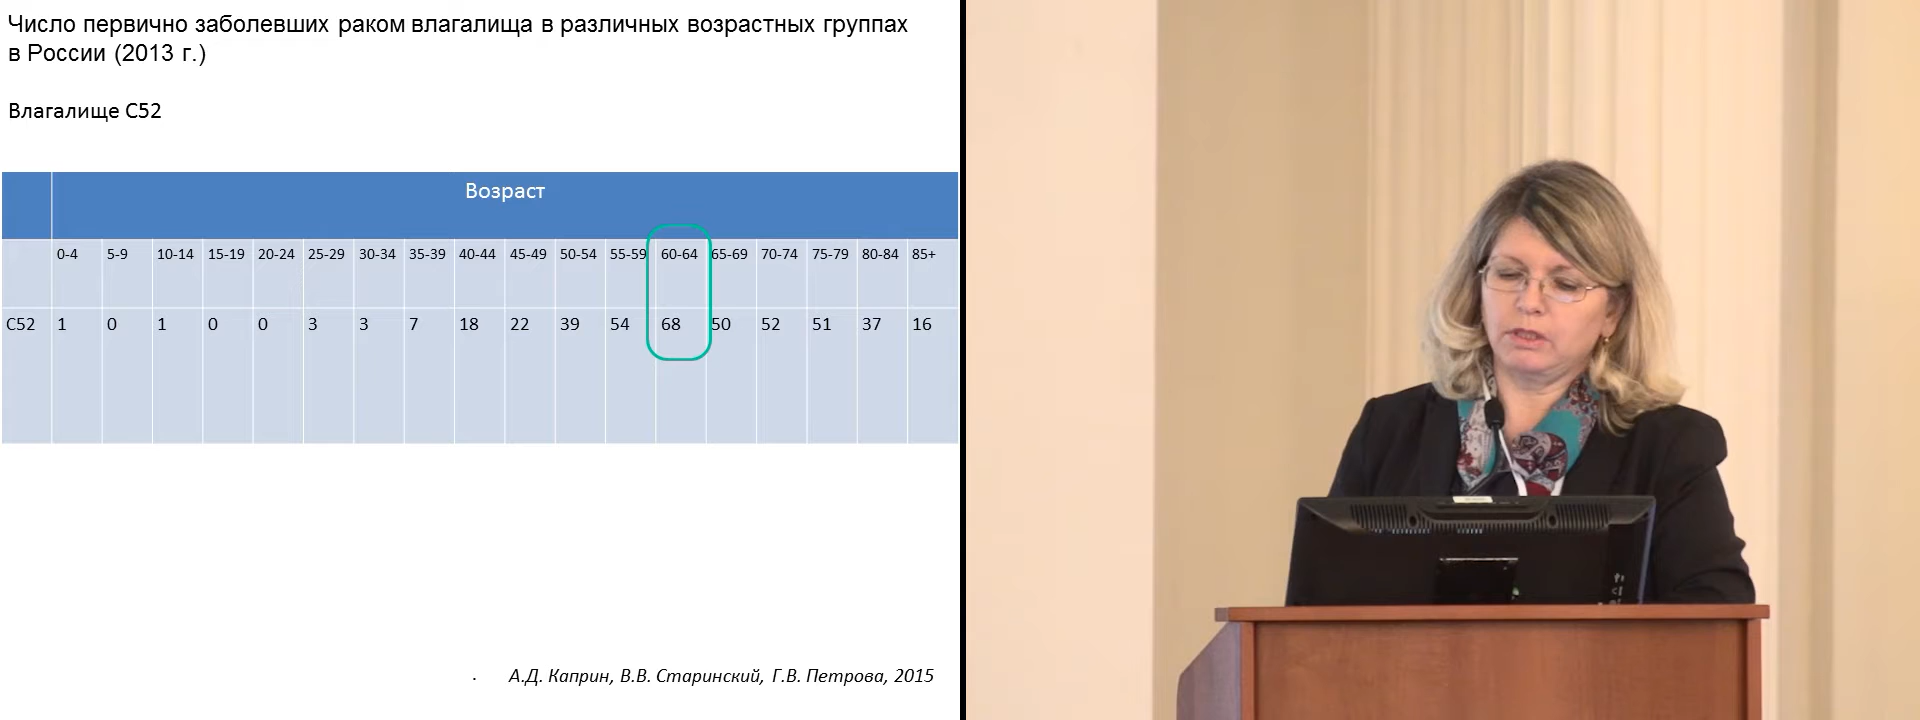 Число первично заболевших раком влагалища в различных возрастных группах
в России (2013 г.)
Влагалище С52
Возраст
0-4 5-9 10-14 15-19 20-24 25-29 30-34 35-39 40-44 45-49 50-54 55-59 60-64 65-69 70-74 75-79 80-84 85+
С52 1 0 1 0 0 3 3 7 18 22 39 54 68 50 52 51 37 16
. А.Д. Каприн, В.В. Старинский, Г.В. Петрова, 2015